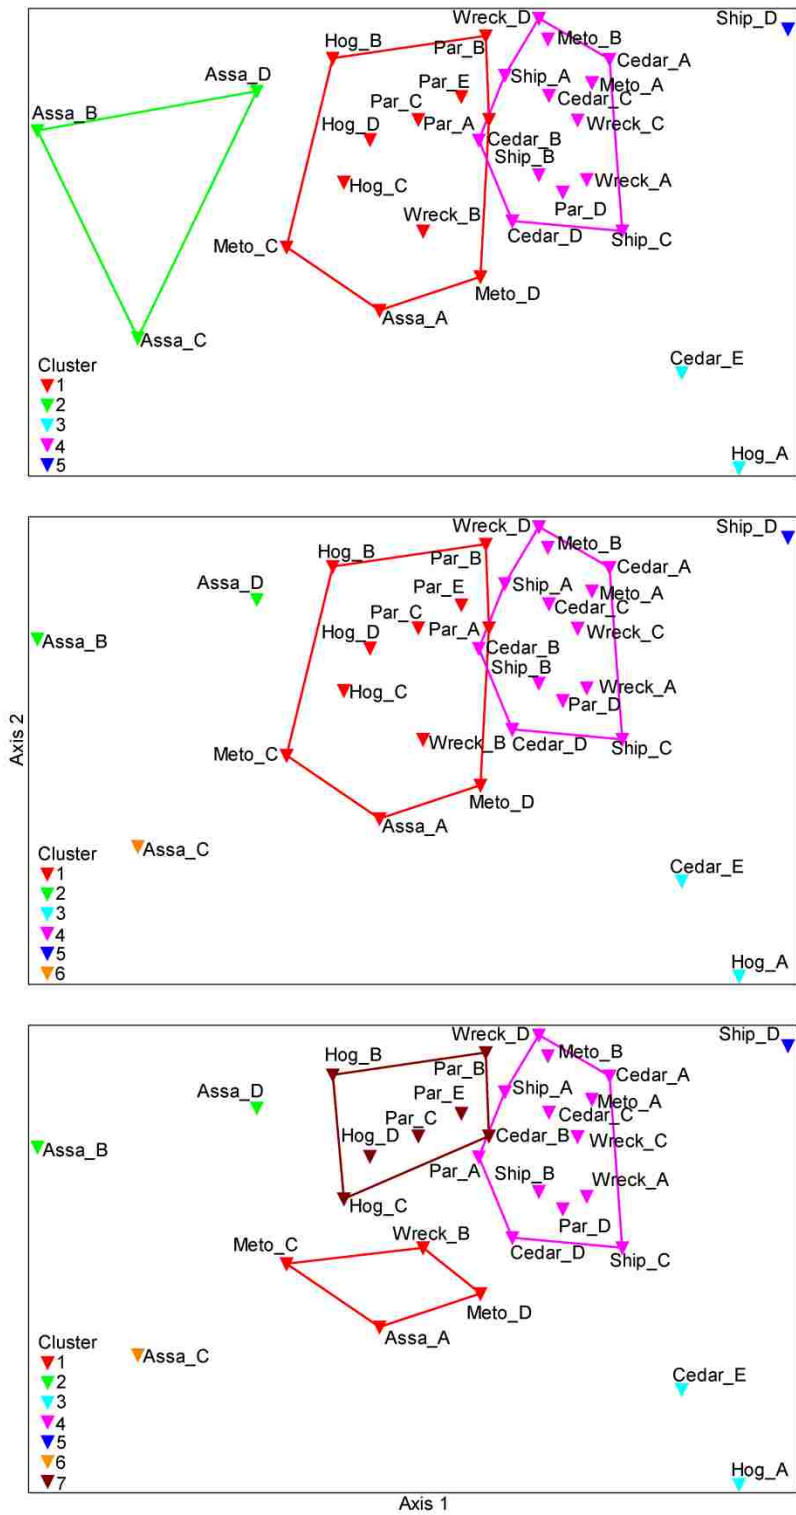 Wreck_D
Ship_D
Hog_B
Par_B
Meto_B
Cedar_A
Assa_D
Par_E
Ship_A
Meto_A
Assa_B
Par_C
Cedar_C
Hog_D
Par_A
Wreck_C
Cedar_B
Ship_B
Hog_C
Wreck_A
Par_D
Wreck_B
Cedar_D
Ship_C
Meto_C
Meto_D
Assa_A
Assa_C
Cluster
Cedar_E
1
2
3
4
Hog_A
5
Wreck_D
Ship_D
Hog_B
Par_B
Meto_B
Cedar_A
Assa_D
Par_E
Ship_A
Meto_A
Cedar_C
Par_C
Assa_B
Hog_D
Par_A
Wreck_C
Cedar_B
Ship_B
Hog_C
Wreck_A
Par_D
Axis 2
Meto_C
Wreck_B
Cedar_D
Ship_C
Meto_D
Assa_A
Assa_C
Cluster
Cedar_E
1
2
3
4
5
Hog_A
6
Wreck_D
Ship_D
Hog_B
Par_B
Meto_B
Cedar_A
Assa_D
Par_E
Ship_A
Meto_A
Par_C
Cedar_C
Assa_B
Hog_D
Cedar_B
Wreck_C
Par_A
Ship_B
Wreck_A
Hog_C
Par_D
Wreck_B
Meto_C
Cedar_D
Ship_C
Meto_D
Assa_A
Cluster
Assa_C
1
2
Cedar_E
3
4
5
6
Hog_A
7
Axis 1